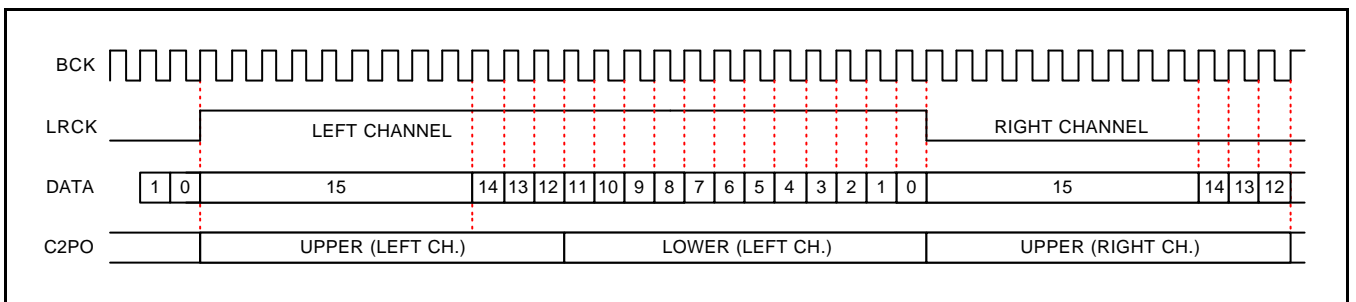 BCK
LRCK LEFT CHANNEL RIGHT CHANNEL
DATA 1 0 15 14 13 12 11 10 9 8 7 6 5 4 3 2 1 0 15 14 13 12
C2PO UPPER (LEFT CH.) LOWER (LEFT CH.) UPPER (RIGHT CH.)